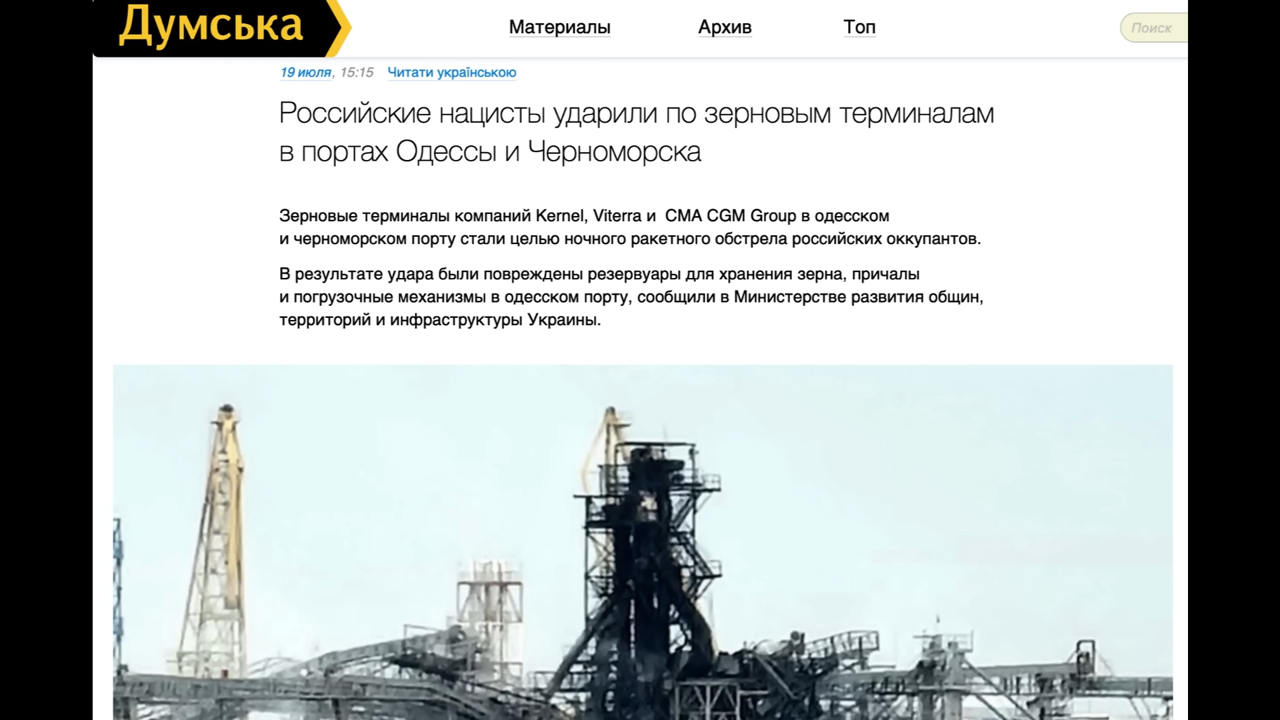 Думська
Материалы
Архив
Топ
Поиск
19 июля, 15:15 Читати українською
Российские нацисты ударили по зерновым терминалам
в портах Одессы и Черноморска
Зерновые терминалы компаний Kernel, Viterra и CMA CGM Group в одесском
и черноморском порту стали целью ночного ракетного обстрела российских оккупантов.
В результате удара были повреждены резервуары для хранения зерна, причалы
и погрузочные механизмы в одесском порту, сообщили в Министерстве развития общин,
территорий и инфраструктуры Украины.